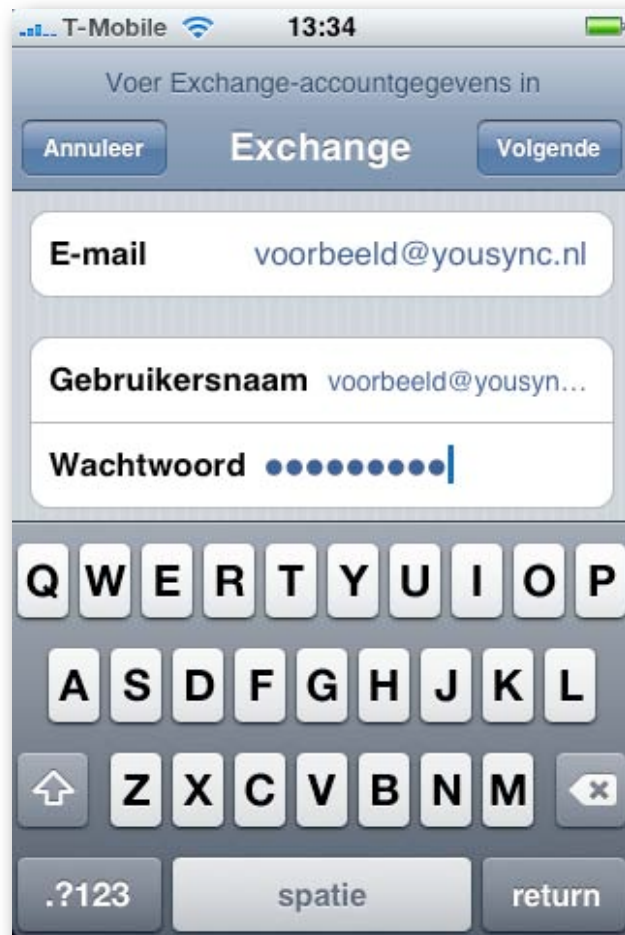 T-Mobile 13:34
Voer Exchange-accountgegevens in
Annuleer Exchange Volgende
E-mail voorbeeld@yousync.nl
Gebruikersnaam voorbeeld@yousyn...
Wachtwoord ●●●●●●●●●
Q W E R T Y U I O P
A S D F G H J K L
Z X C V B N M
.?123 spatie return